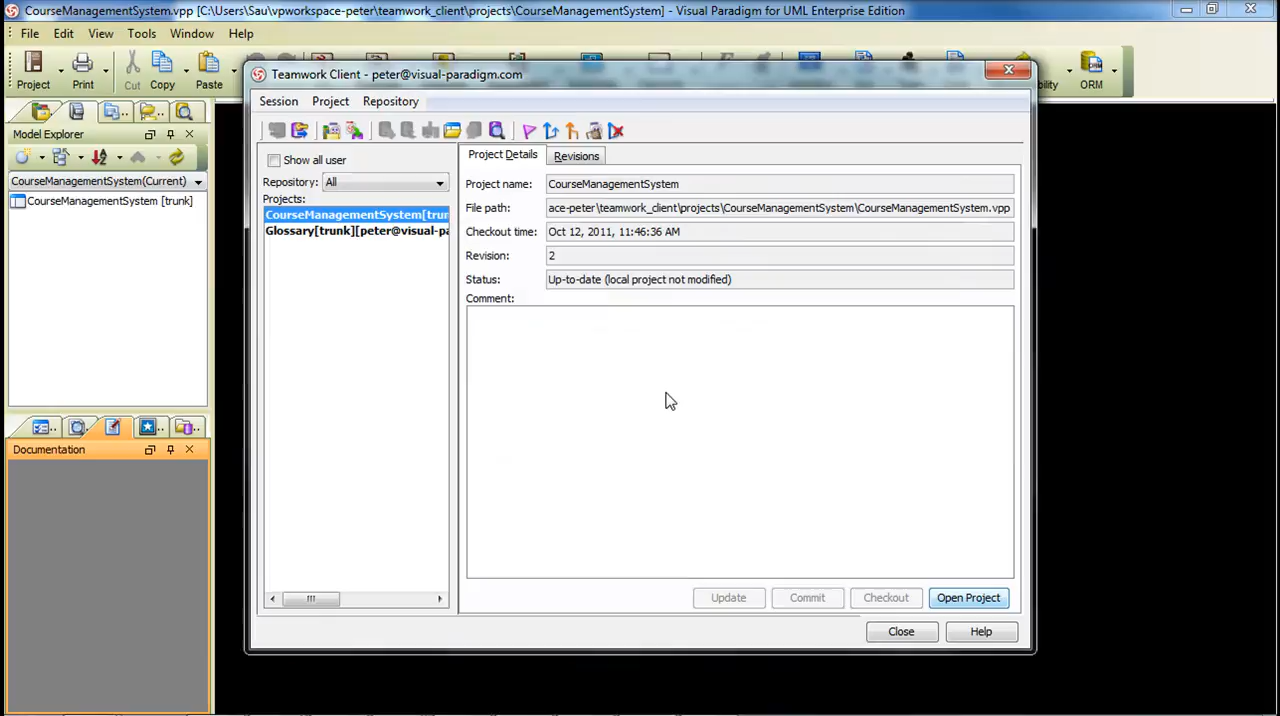 CourseManagementSystem.vpp [C:\Users\Sau\vpworkspace-peter\teamwork_client\projects\CourseManagementSystem] - Visual Paradigm for UML Enterprise Edition
File Edit View Tools Window Help
Project Print Cut Copy Paste ORM
Teamwork Client - peter@visual-paradigm.com
Session Project Repository
Model Explorer
CourseManagementSystem(Current)
CourseManagementSystem [trunk]
Documentation
Show all user
Repository: All
Projects:
CourseManagementSystem[trun
Glossary[trunk][peter@visual-pa
Project Details Revisions
Project name: CourseManagementSystem
File path: ace-peter\teamwork_client\projects\CourseManagementSystem\CourseManagementSystem.vpp
Checkout time: Oct 12, 2011, 11:46:36 AM
Revision: 2
Status: Up-to-date (local project not modified)
Comment:
Update Commit Checkout Open Project
Close Help